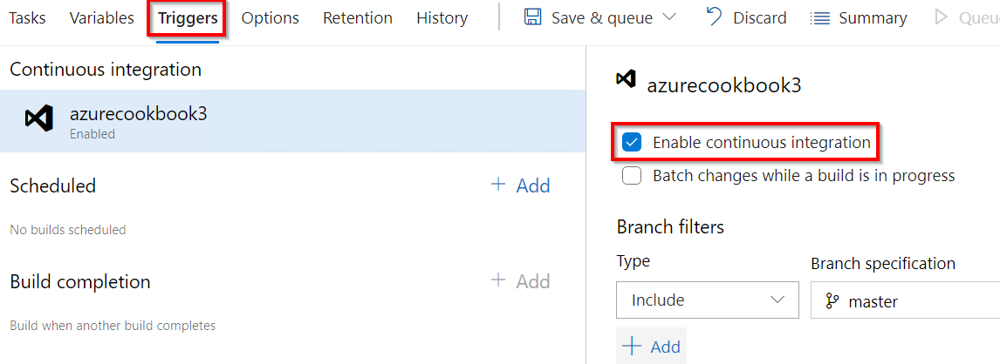 Tasks Variables Triggers Options Retention History Save & queue Discard Summary Queu
Continuous integration
azurecookbook3
Enabled
Scheduled + Add
No builds scheduled
Build completion + Add
Build when another build completes
azurecookbook3
Enable continuous integration
Batch changes while a build is in progress
Branch filters
Type Branch specification
Include master
+ Add